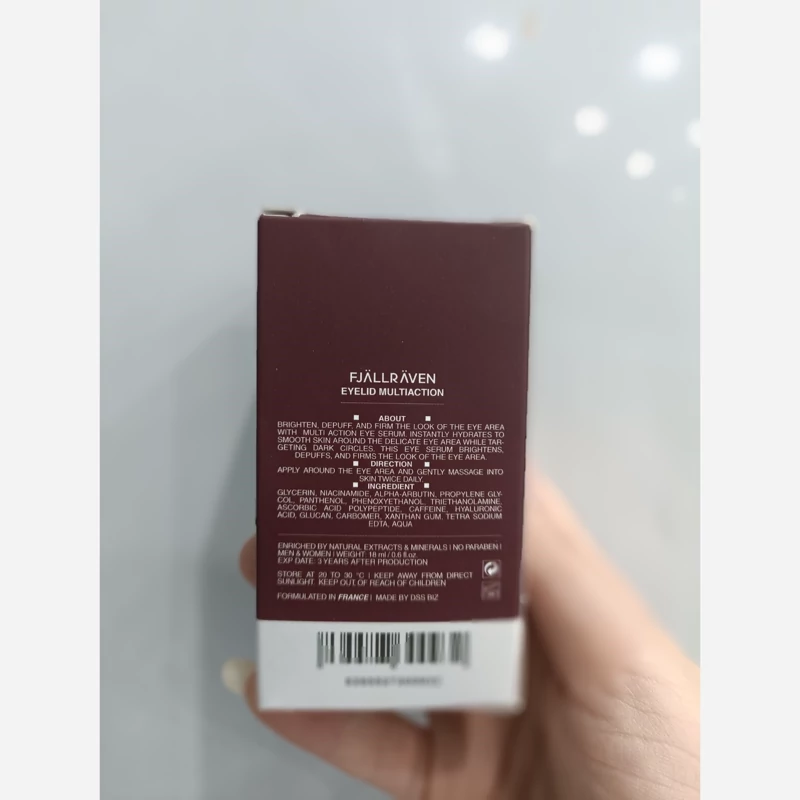 FJÄLLRÄVEN
EYELID MULTIACTION
ABOUT
BRIGHTEN, DEPUFF, AND FIRM THE LOOK OF THE EYE AREA
WITH MULTI ACTION EYE SERUM. INSTANTLY HYDRATES TO
SMOOTH SKIN AROUND THE DELICATE EYE AREA WHILE TAR-
GETING DARK CIRCLES. THIS EYE SERUM BRIGHTENS,
DEPUFFS, AND FIRMS THE LOOK OF THE EYE AREA.
DIRECTION
APPLY AROUND THE EYE AREA AND GENTLY MASSAGE INTO
SKIN TWICE DAILY
INGREDIENT
GLYCERIN, NIACINAMIDE, ALPHA-ARBUTIN, PROPYLENE GLY-
COL, PANTHENOL, PHENOXYETHANOL, TRIETHANOLAMINE,
ASCORBIC ACID POLYPEPTIDE, CAFFEINE, HYALURONIC
ACID, GLUCAN, CARBOMER, XANTHAN GUM, TETRA SODIUM
EDTA, AQUA
ENRICHED BY NATURAL EXTRACTS & MINERALS | NO PARABEN |
MEN & WOMEN | WEIGHT: 18 ml / 0.6 fl.oz.
EXP DATE: 3 YEARS AFTER PRODUCTION
STORE AT 20 TO 30 °C | KEEP AWAY FROM DIRECT
SUNLIGHT. KEEP OUT OF REACH OF CHILDREN
FORMULATED IN FRANCE | MADE BY DSS BIZ